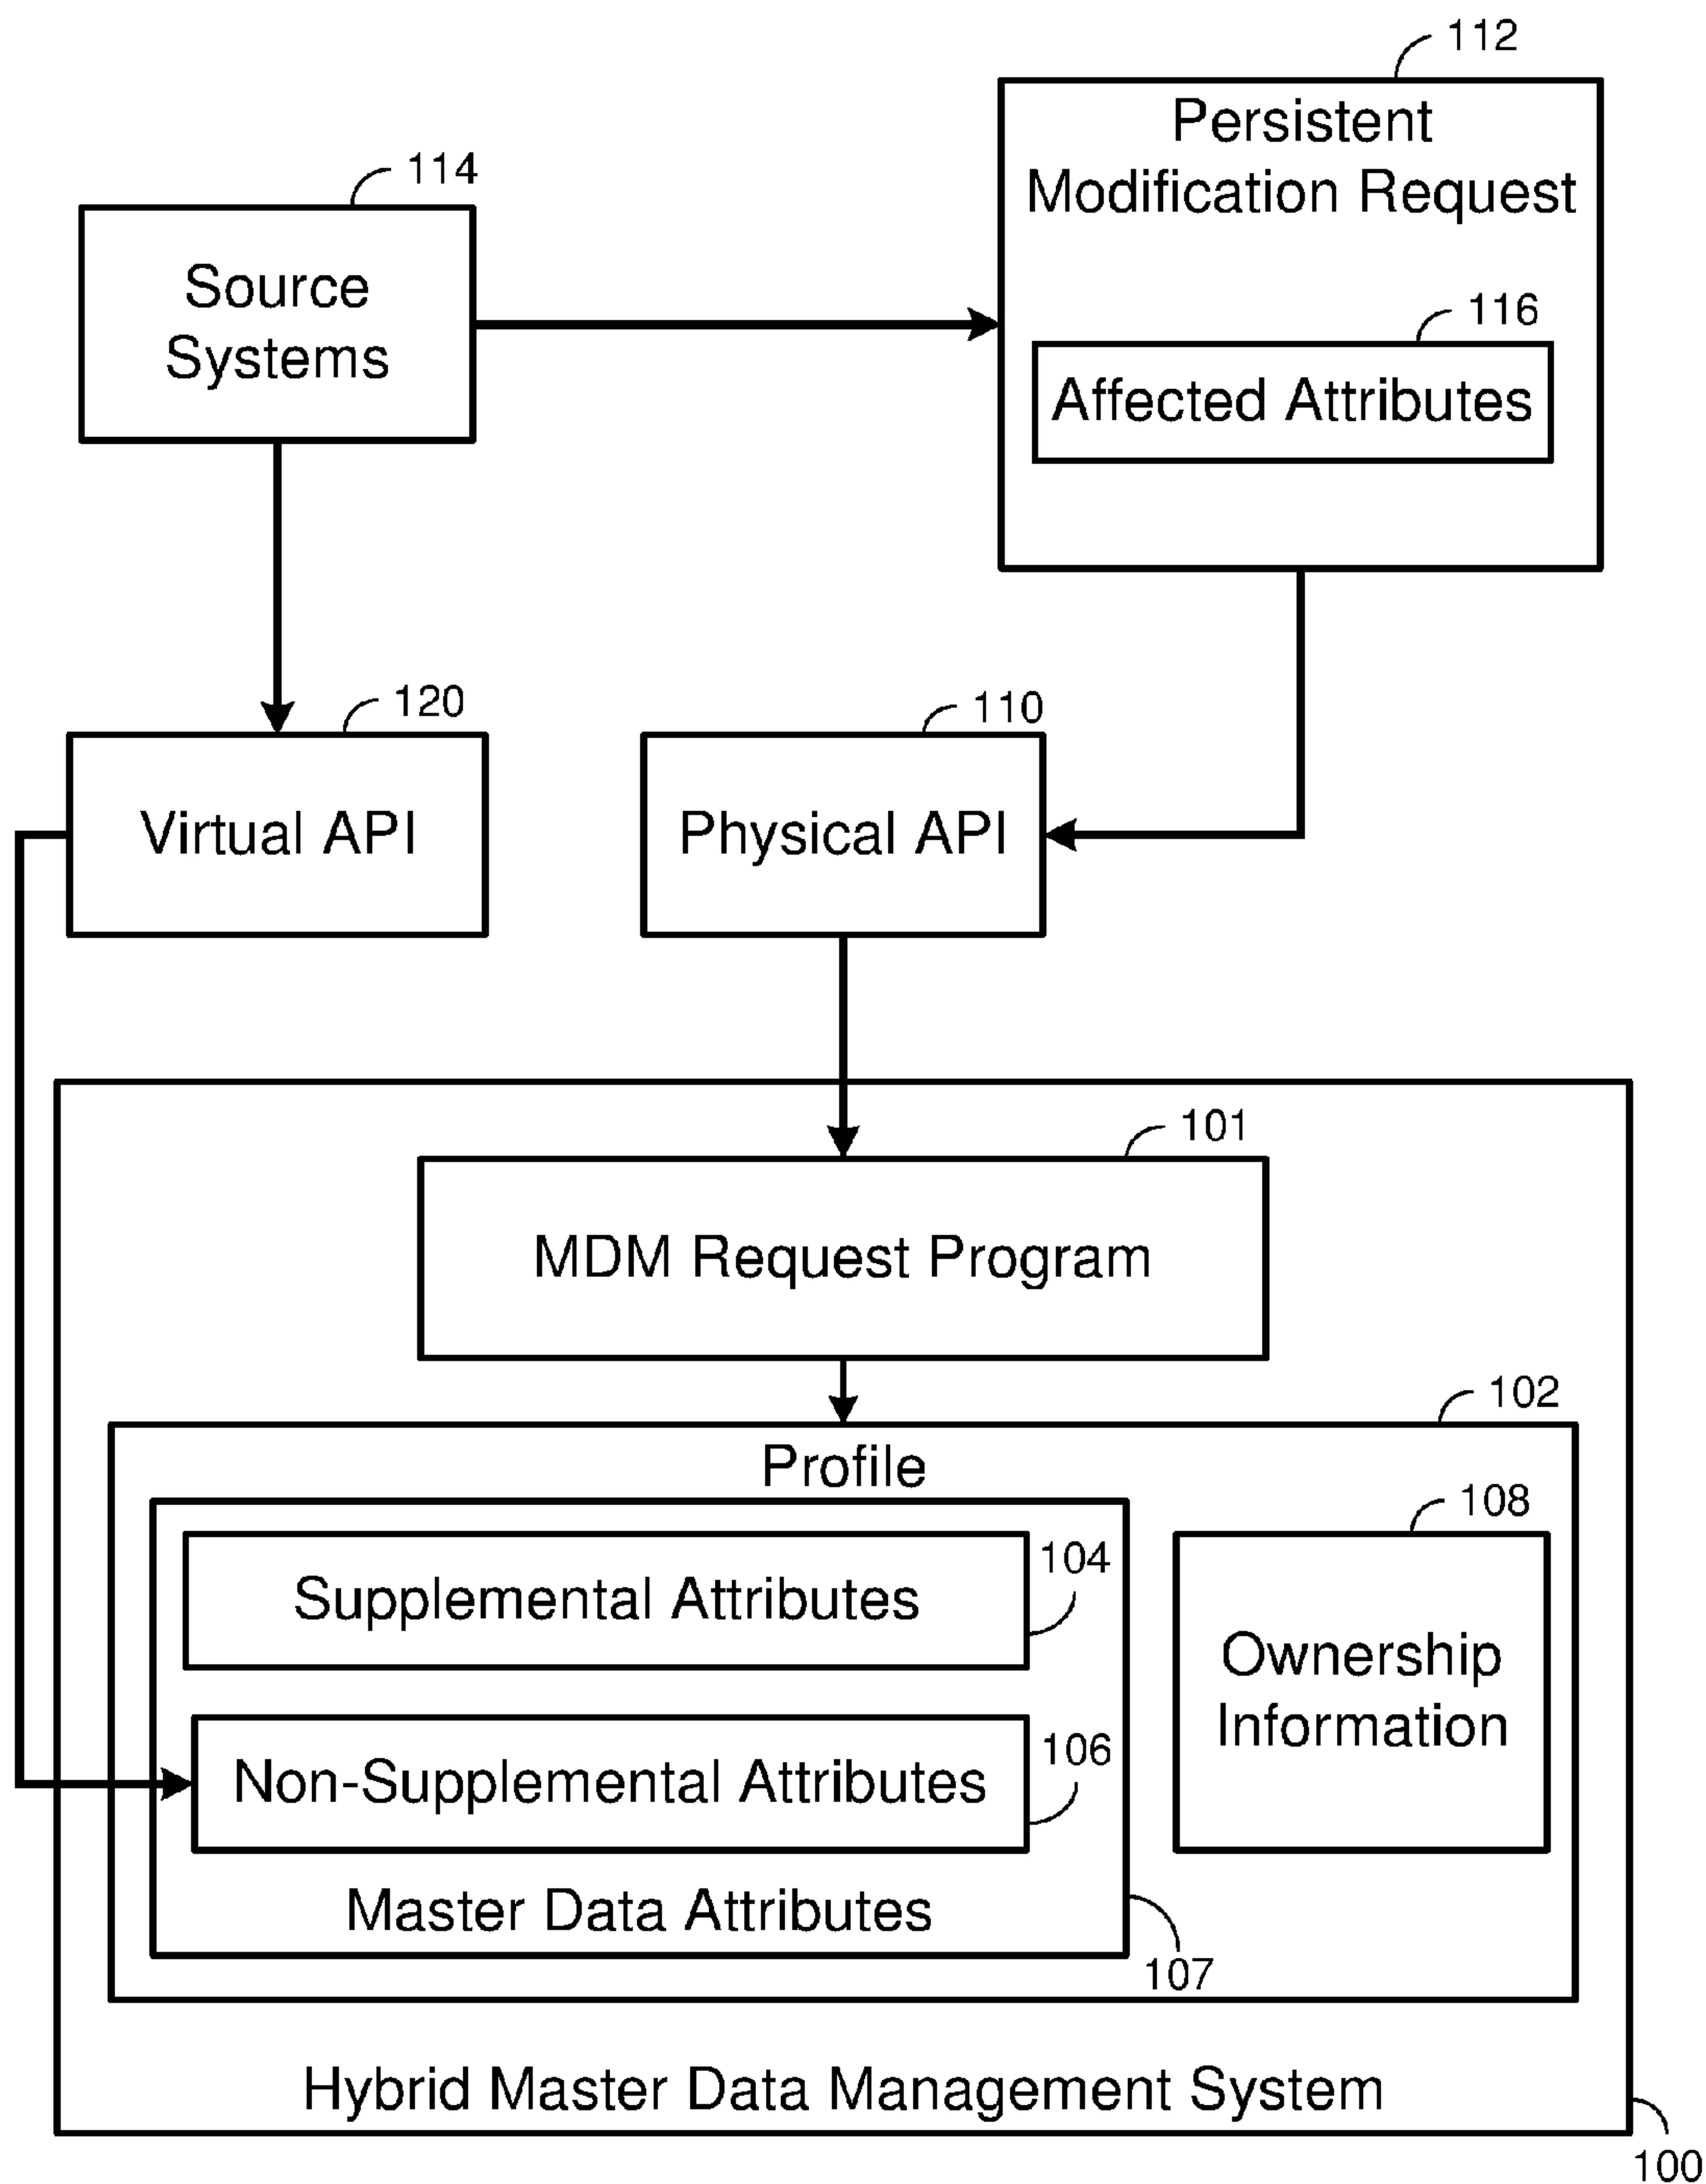 112
Persistent
Modification Request
114
Source
Systems
116
Affected Attributes
120
Virtual API
110
Physical API
101
MDM Request Program
102
Profile
108
104
Supplemental Attributes
Ownership
Information
106
Non-Supplemental Attributes
Master Data Attributes
107
Hybrid Master Data Management System
100